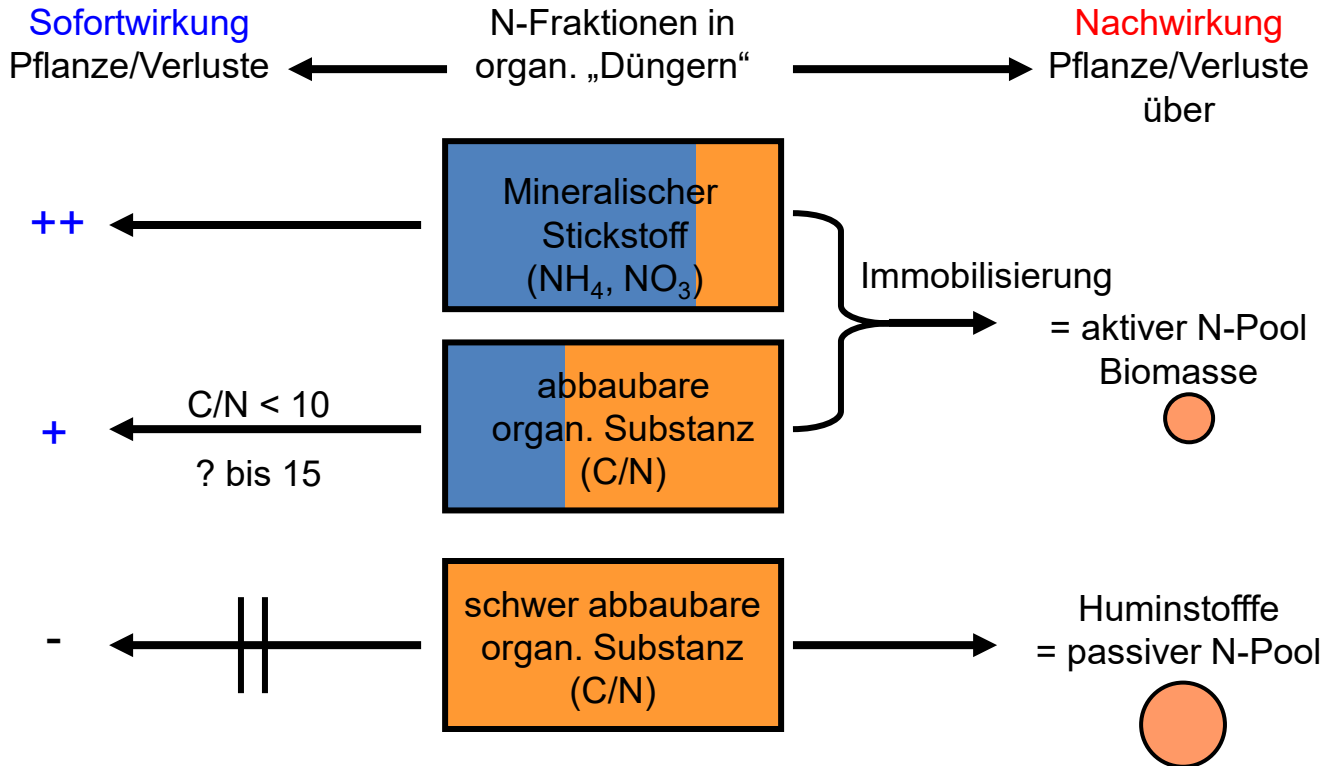 Sofortwirkung
Pflanze/Verluste
N-Fraktionen in
organ. „Düngern“
Nachwirkung
Pflanze/Verluste
über
++
Mineralischer
Stickstoff
(NH₄, NO₃)
Immobilisierung
= aktiver N-Pool
Biomasse
+
C/N < 10
? bis 15
abbaubare
organ. Substanz
(C/N)
-
schwer abbaubare
organ. Substanz
(C/N)
Huminstofffe
= passiver N-Pool